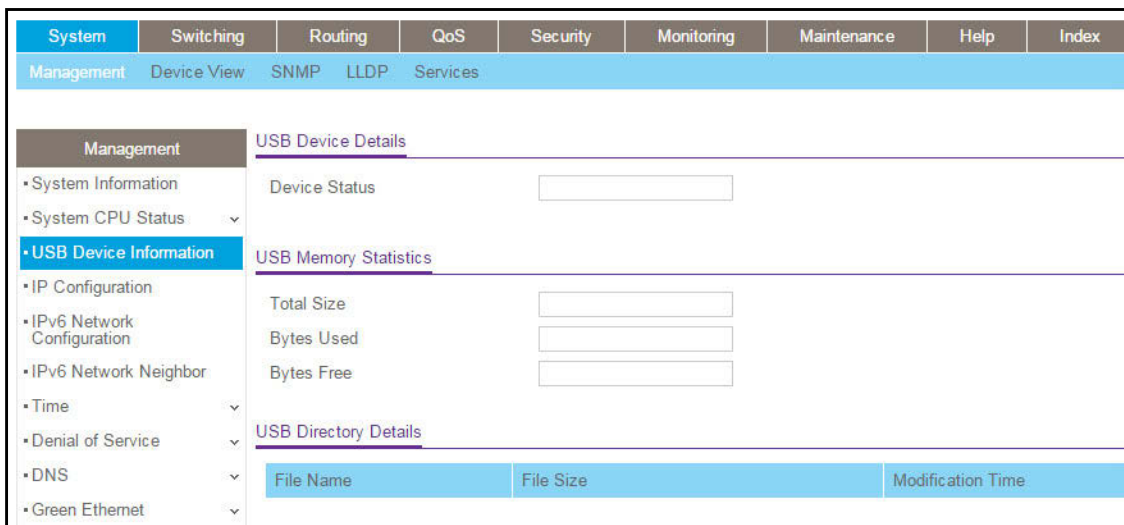 System Switching Routing QoS Security Monitoring Maintenance Help Index
Management Device View SNMP LLDP Services
Management
System Information
System CPU Status
USB Device Information
IP Configuration
IPv6 Network
Configuration
IPv6 Network Neighbor
Time
Denial of Service
DNS
Green Ethernet
USB Device Details
Device Status
USB Memory Statistics
Total Size
Bytes Used
Bytes Free
USB Directory Details
File Name File Size Modification Time